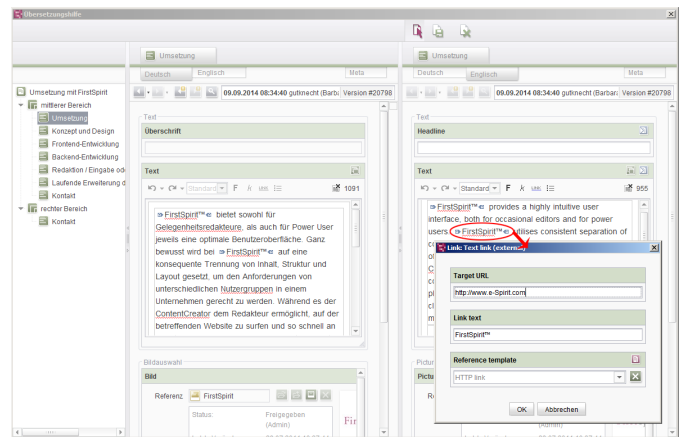 Übersetzungshilfe
Umsetzung
Deutsch
Englisch
Meta
09.09.2014 08:34:40 gutknecht (Barb
Version #20798
Umsetzung
Deutsch
Englisch
Meta
09.09.2014 08:34:40 gutknecht (Barbar
Version #20798
Umsetzung mit FirstSpirit
mittlerer Bereich
Umsetzung
Konzept und Design
Frontend-Entwicklung
Backend-Entwicklung
Redaktion / Eingabe od
Laufende Erweiterung d
Kontakt
rechter Bereich
Kontakt
Text
Überschrift
Text
Standard
F
k
1091
FirstSpirit™ bietet sowohl für
Gelegenheitsredakteure, als auch für Power User
jeweils eine optimale Benutzeroberfläche. Ganz
bewusst wird bei FirstSpirit™ auf eine
konsequente Trennung von Inhalt, Struktur und
Layout gesetzt, um den Anforderungen von
unterschiedlichen Nutzergruppen in einem
Unternehmen gerecht zu werden. Während es der
ContentCreator dem Redakteur ermöglicht, auf der
betreffenden Website zu surfen und so schnell an
Bildauswahl
Bild
Referenz
FirstSpirit
Status:
Freigegeben
(Admin)
Fir
Text
Headline
Text
Standard
F
k
955
FirstSpirit™ provides a highly intuitive user
interface, both for occasional editors and for power
users. FirstSpirit™ utilises consistent separation of
Pictur
Pictu
Link: Text link (external)
Target URL
http://www.e-Spirit.com
Link text
FirstSpirit™
Reference template
HTTP link
OK
Abbrechen
(Admin)